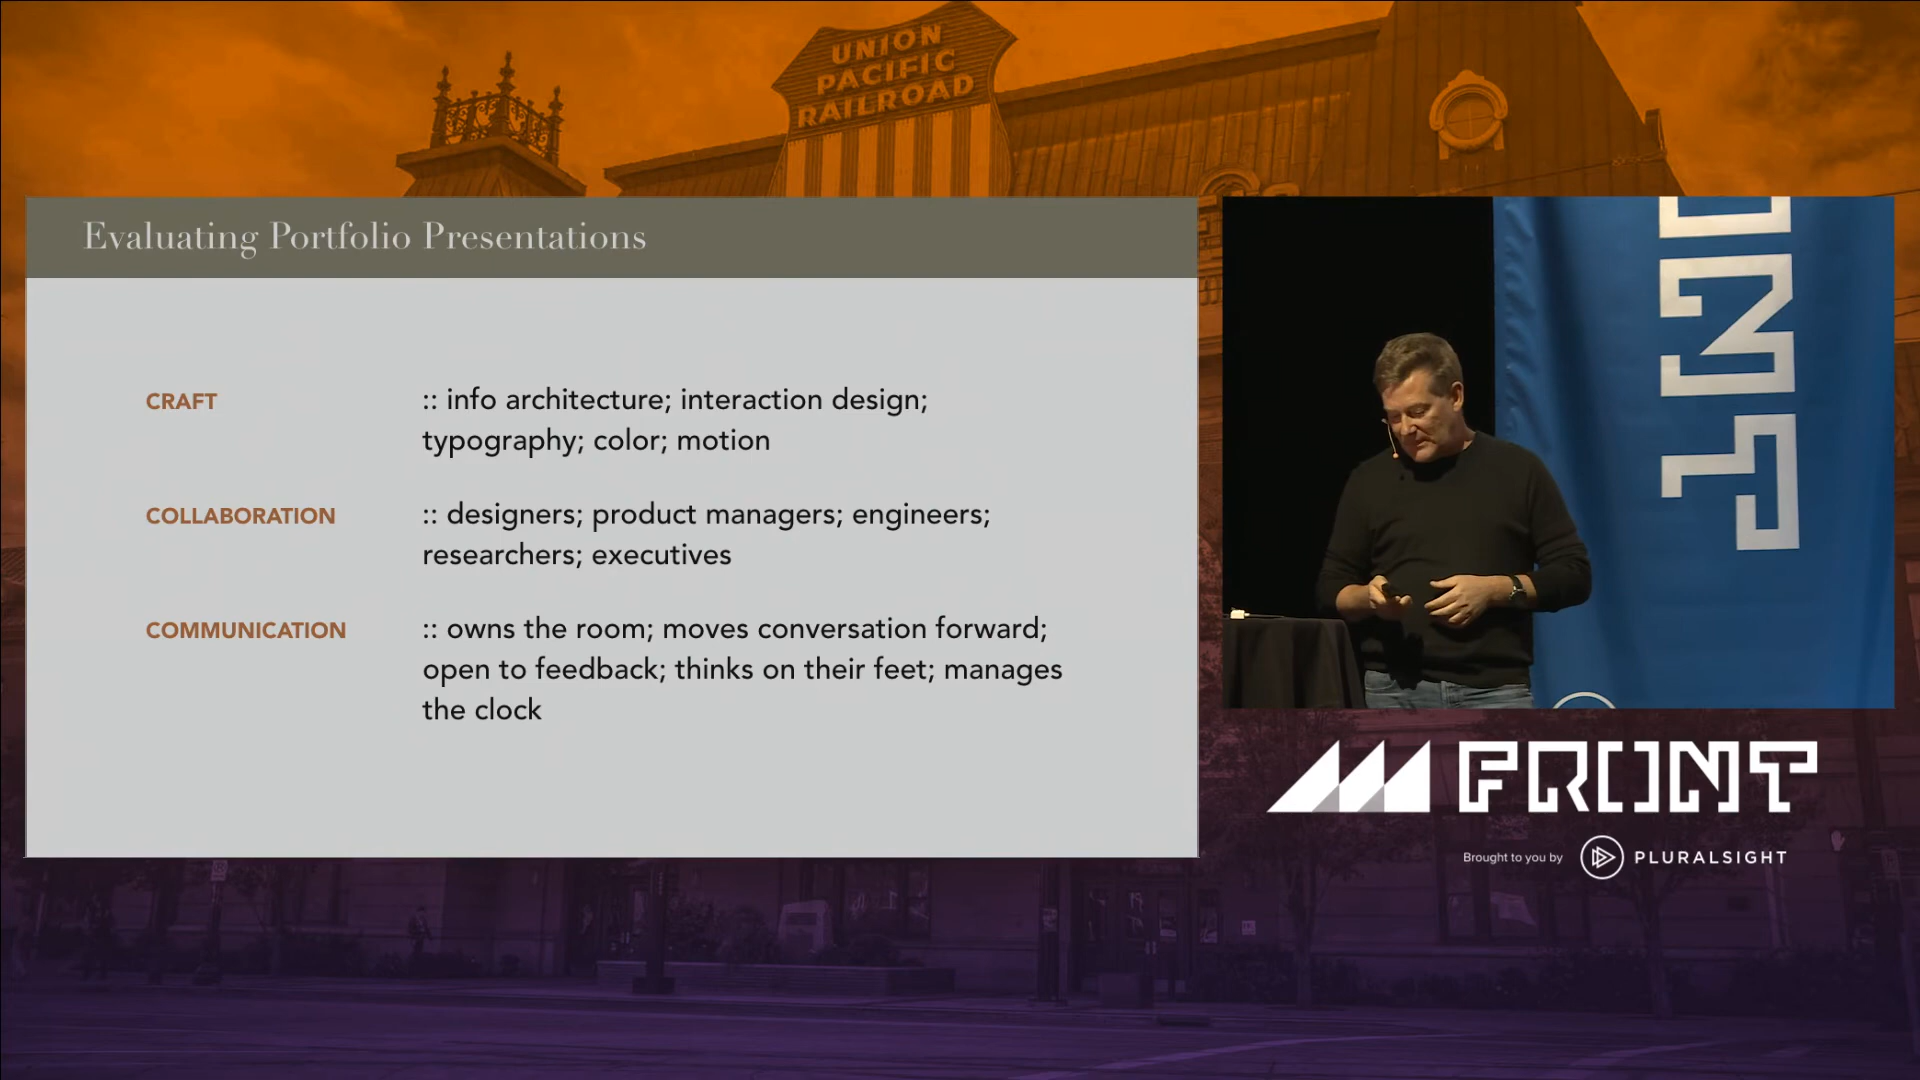 UNION
PACIFIC
RAILROAD
Evaluating Portfolio Presentations
CRAFT :: info architecture; interaction design;
typography; color; motion
COLLABORATION :: designers; product managers; engineers;
researchers; executives
COMMUNICATION :: owns the room; moves conversation forward;
open to feedback; thinks on their feet; manages
the clock
NT
FRONT
Brought to you by PLURALSIGHT